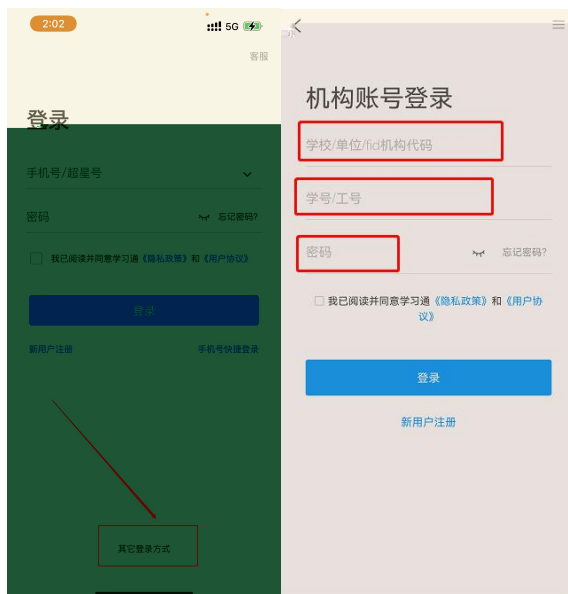 2:02
5G
客服
登录
手机号/超星号
密码
忘记密码?
我已阅读并同意学习通《隐私政策》和《用户协议》
登录
新用户注册
手机号快捷登录
其它登录方式
机构账号登录
学校/单位/fid机构代码
学号/工号
密码
忘记密码?
我已阅读并同意学习通《隐私政策》和《用户协
议》
登录
新用户注册